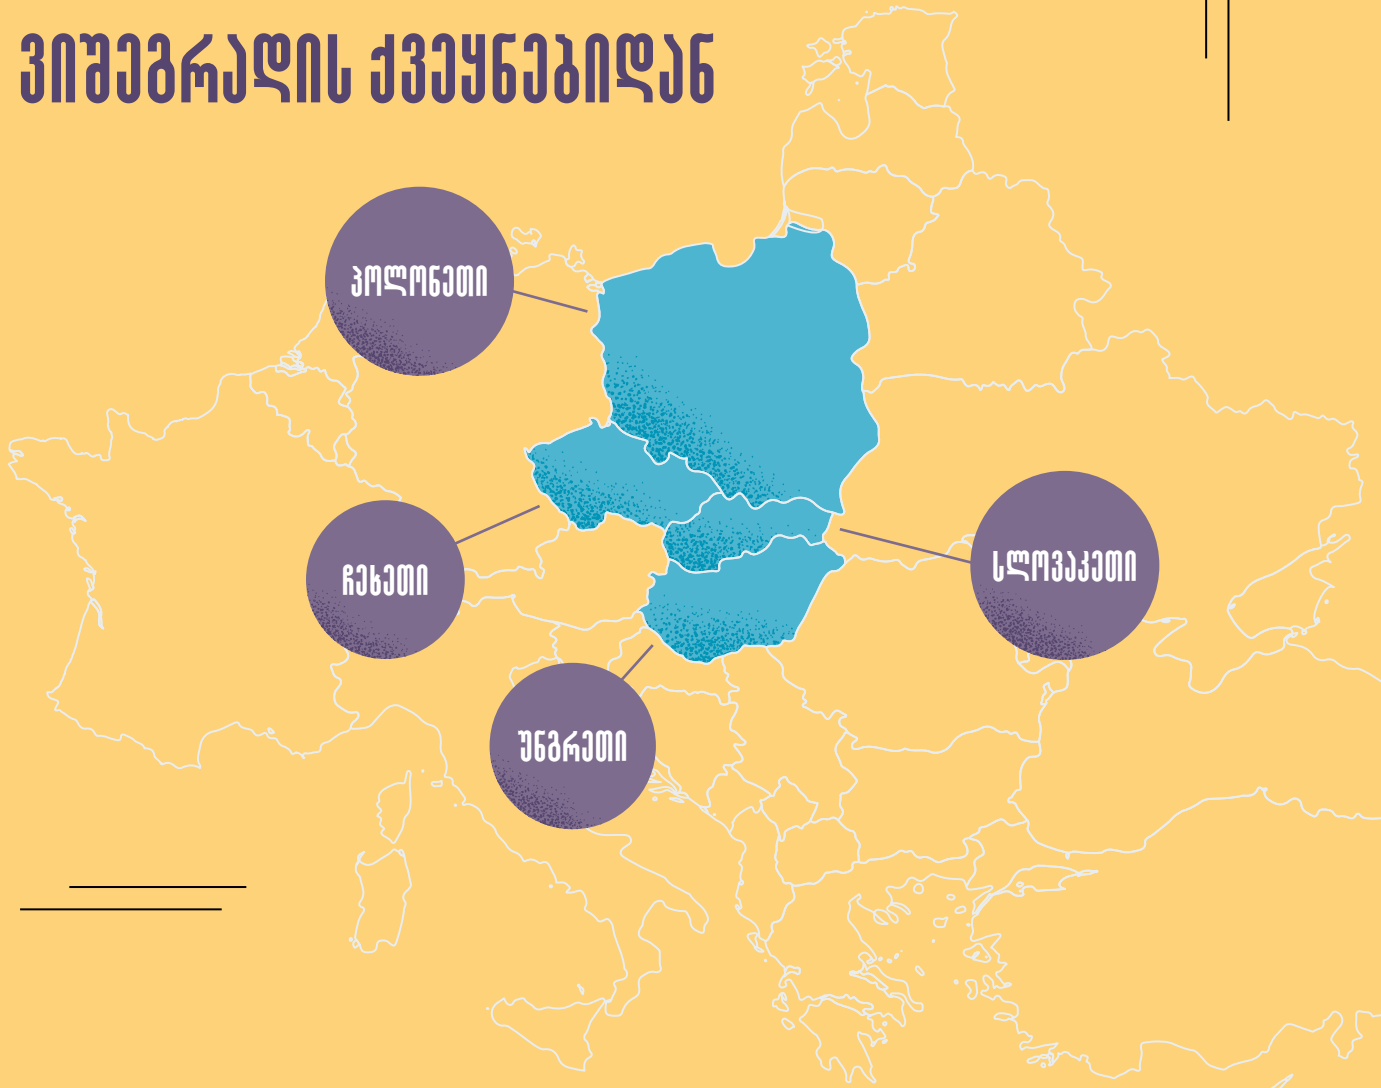 ვიშეგრადის ქვეყნებიდან
პოლონეთი
ჩეხეთი
სლოვაკეთი
უნგრეთი